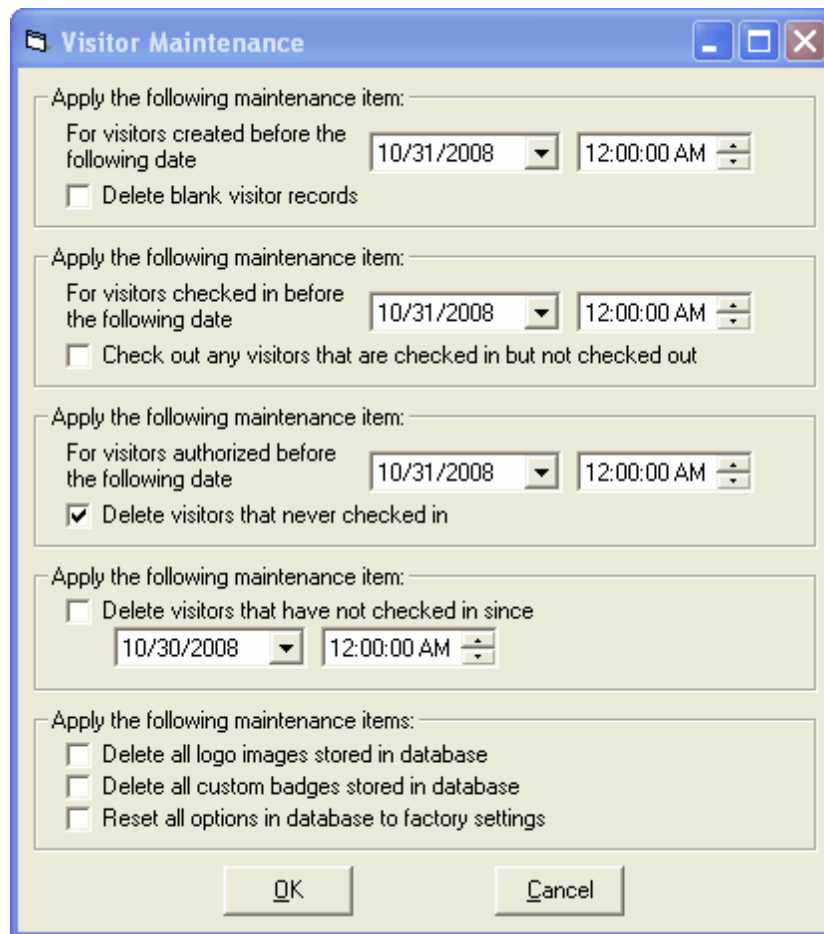 Visitor Maintenance
Apply the following maintenance item:
For visitors created before the
following date
10/31/2008
12:00:00 AM
Delete blank visitor records
Apply the following maintenance item:
For visitors checked in before
the following date
10/31/2008
12:00:00 AM
Check out any visitors that are checked in but not checked out
Apply the following maintenance item:
For visitors authorized before
the following date
10/31/2008
12:00:00 AM
Delete visitors that never checked in
Apply the following maintenance item:
Delete visitors that have not checked in since
10/30/2008
12:00:00 AM
Apply the following maintenance items:
Delete all logo images stored in database
Delete all custom badges stored in database
Reset all options in database to factory settings
OK
Cancel